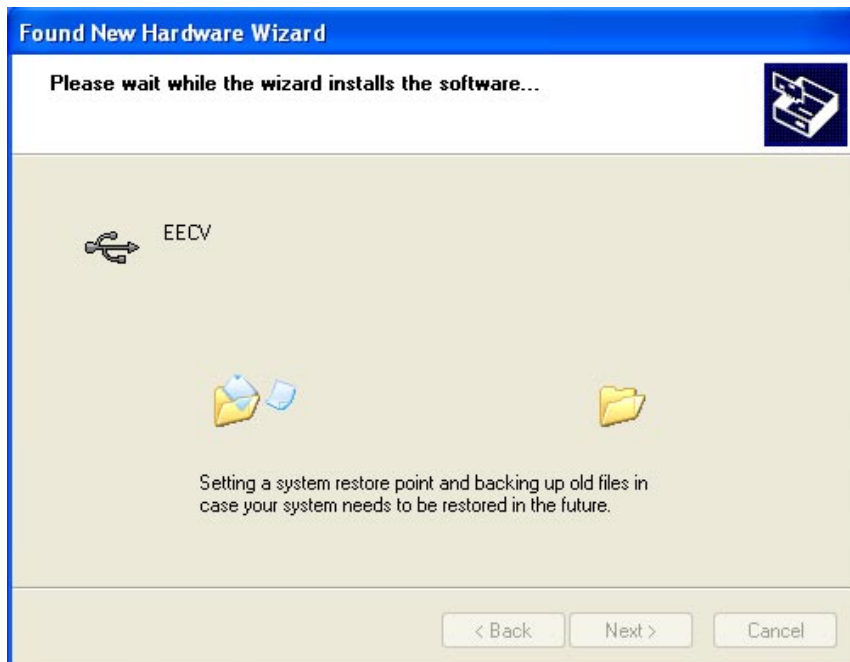 Found New Hardware Wizard
Please wait while the wizard installs the software...
EECV
Setting a system restore point and backing up old files in
case your system needs to be restored in the future.
< Back
Next >
Cancel